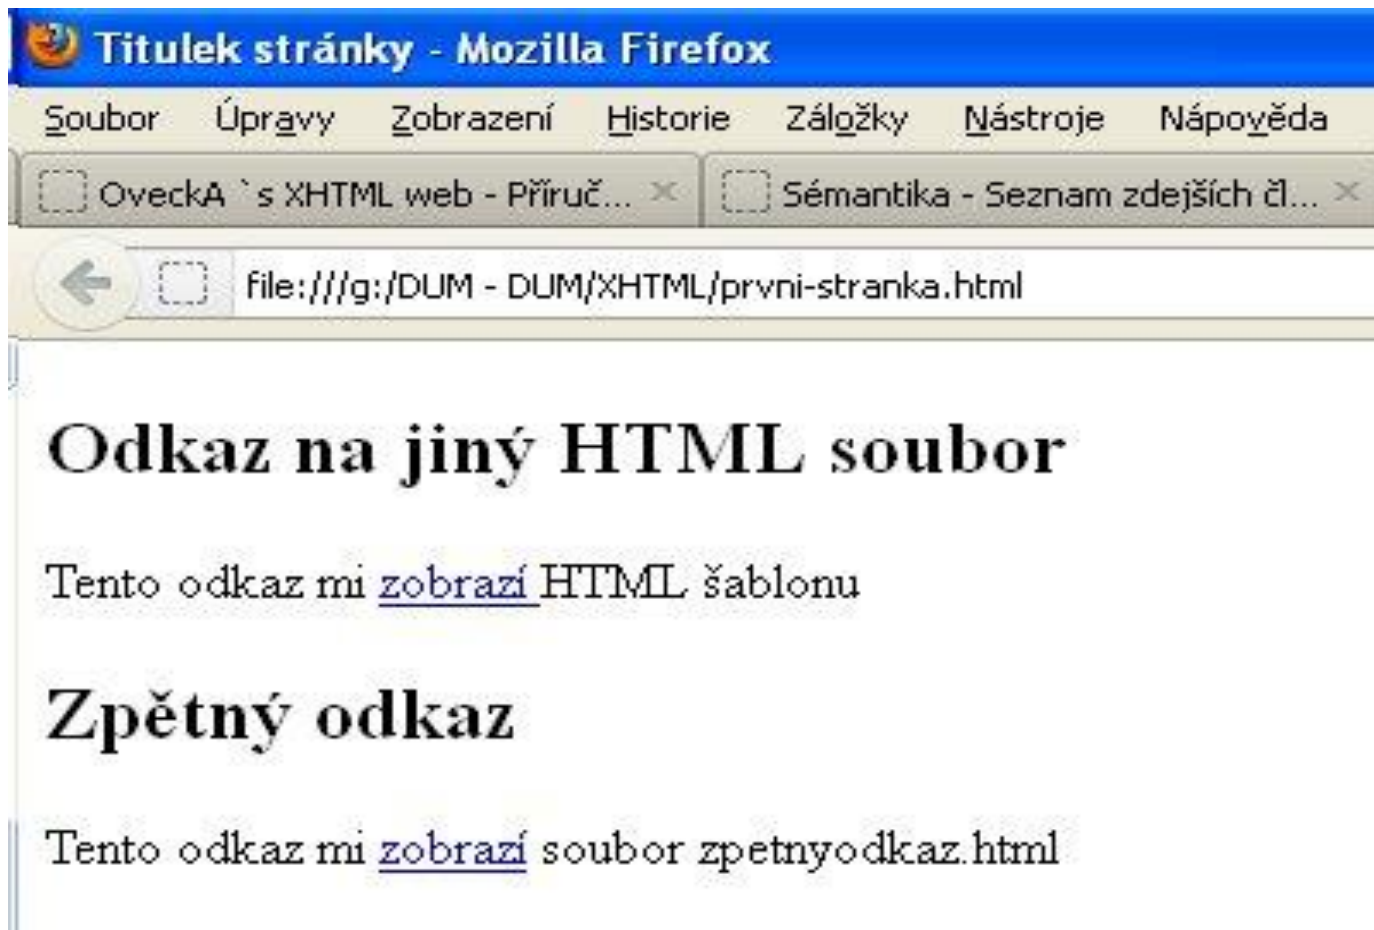 Titulek stránky - Mozilla Firefox
Soubor Úpravy Zobrazení Historie Záložky Nástroje Nápověda
OveckA `s XHTML web - Příruč... Sémantika - Seznam zdejších čl...
file:///g:/DUM - DUM/XHTML/prvni-stranka.html
Odkaz na jiný HTML soubor
Tento odkaz mi zobrazí HTML šablonu
Zpětný odkaz
Tento odkaz mi zobrazí soubor zpetnyodkaz.html